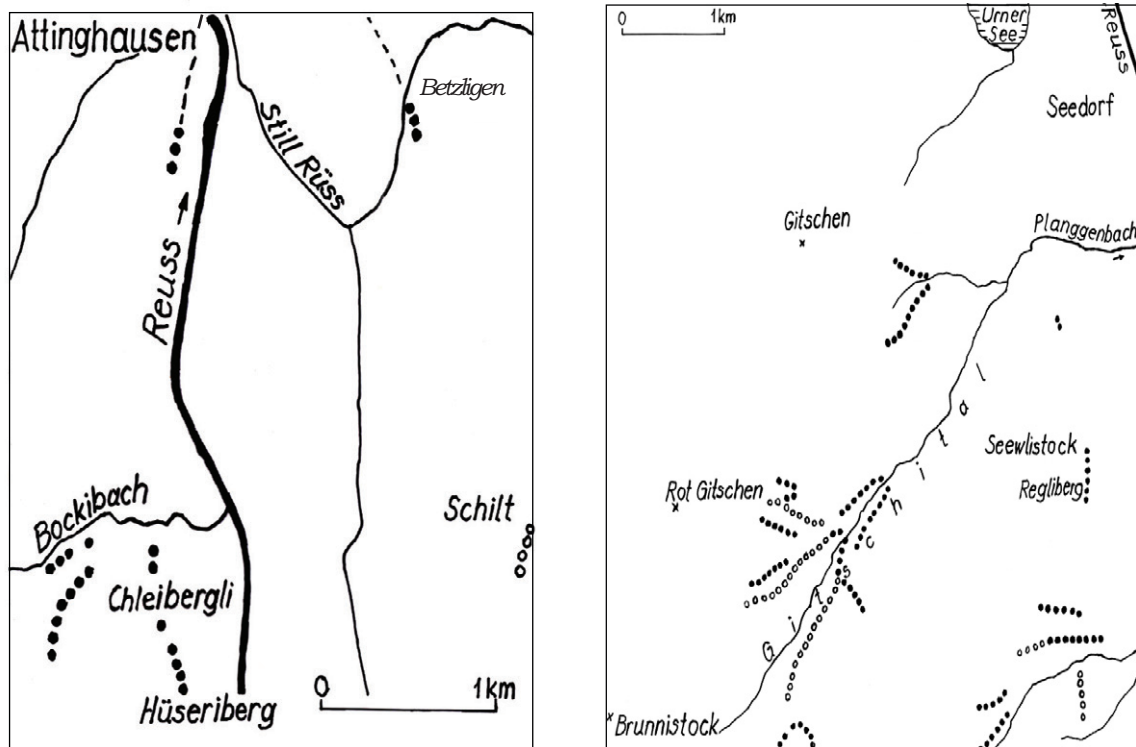 Attinghausen
Betzligen
Still Rüss
Reuss
Bockibach
Schilt
Chleibergli
0 1km
Hüseriberg
0 1km
Urner
See
Reuss
Seedorf
Gitschen
Planggenbach
Seewlistock
Rot Gitschen
Regliberg
Gitschital
Brunnistock